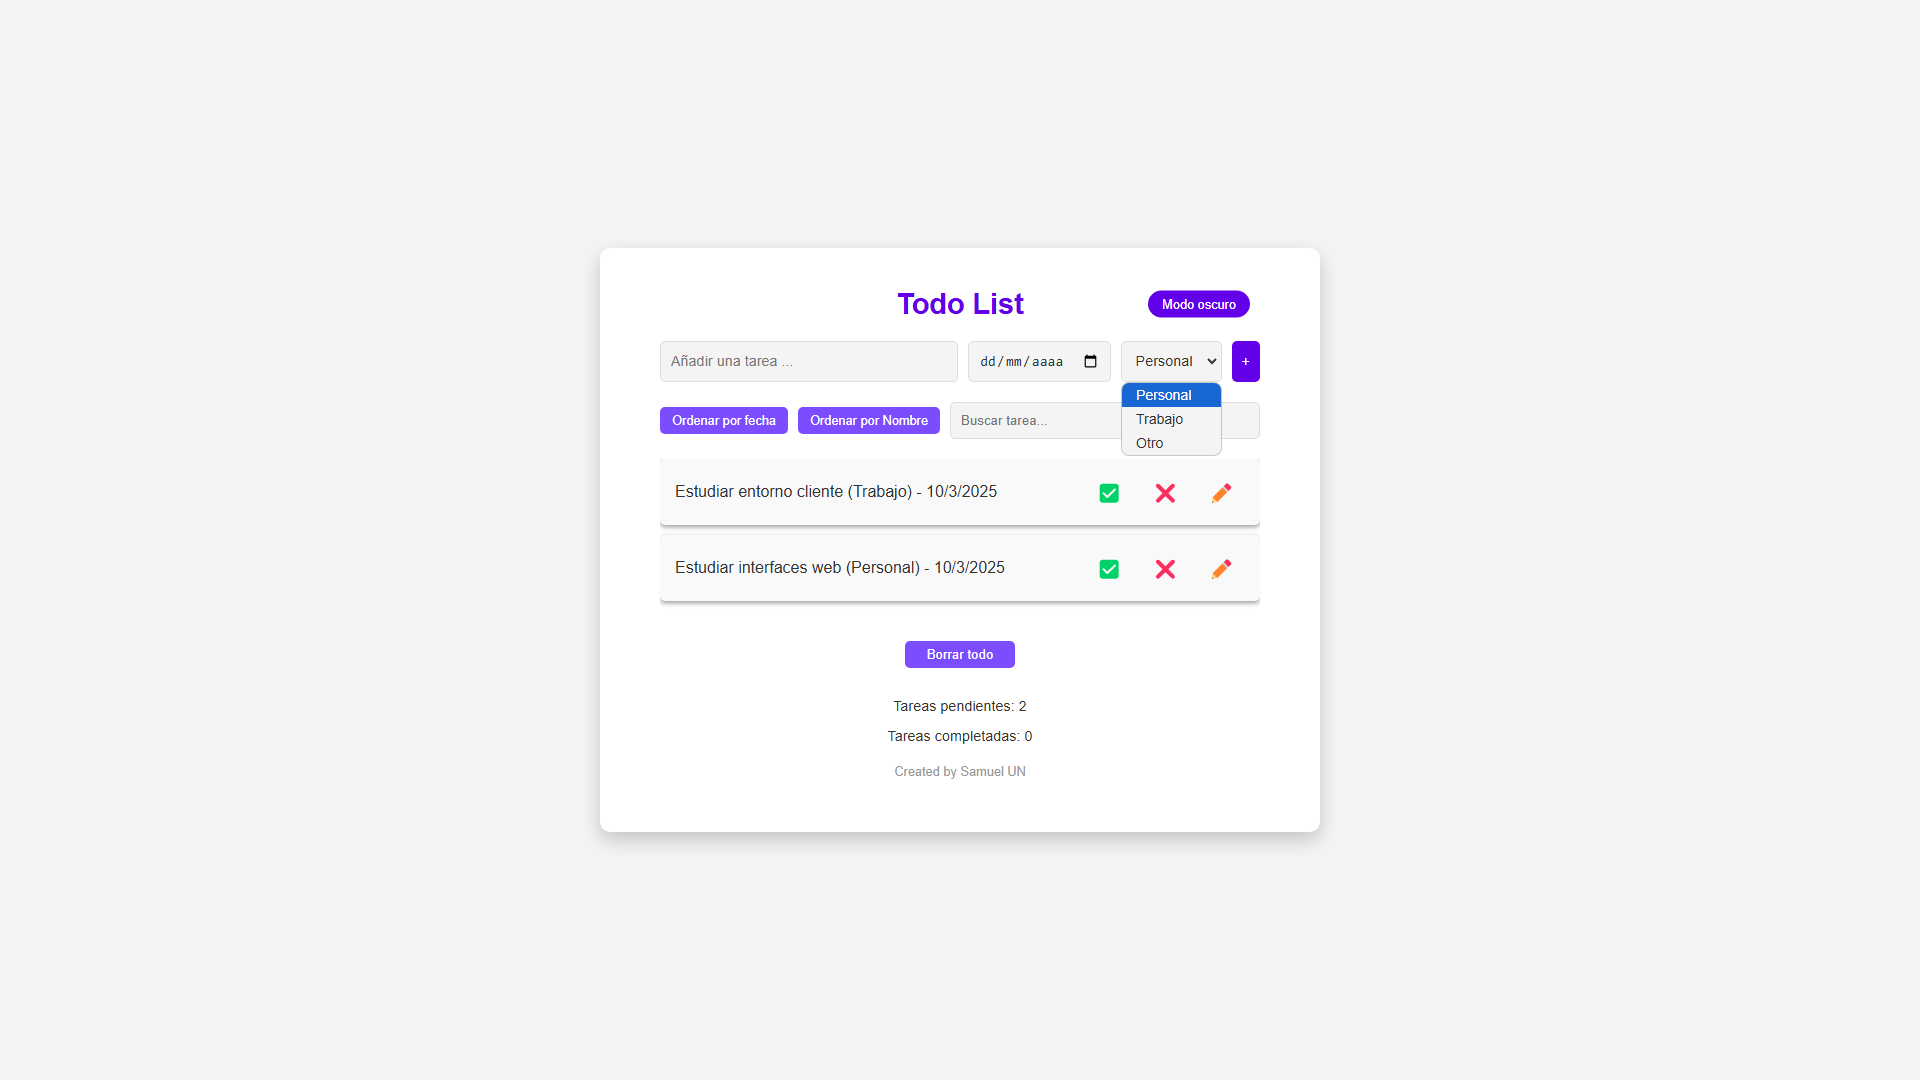 Todo List
Modo oscuro
Añadir una tarea ...
dd/mm/aaaa
Personal
+
Personal
Trabajo
Otro
Ordenar por fecha
Ordenar por Nombre
Buscar tarea...
Estudiar entorno cliente (Trabajo) - 10/3/2025
Estudiar interfaces web (Personal) - 10/3/2025
Borrar todo
Tareas pendientes: 2
Tareas completadas: 0
Created by Samuel UN